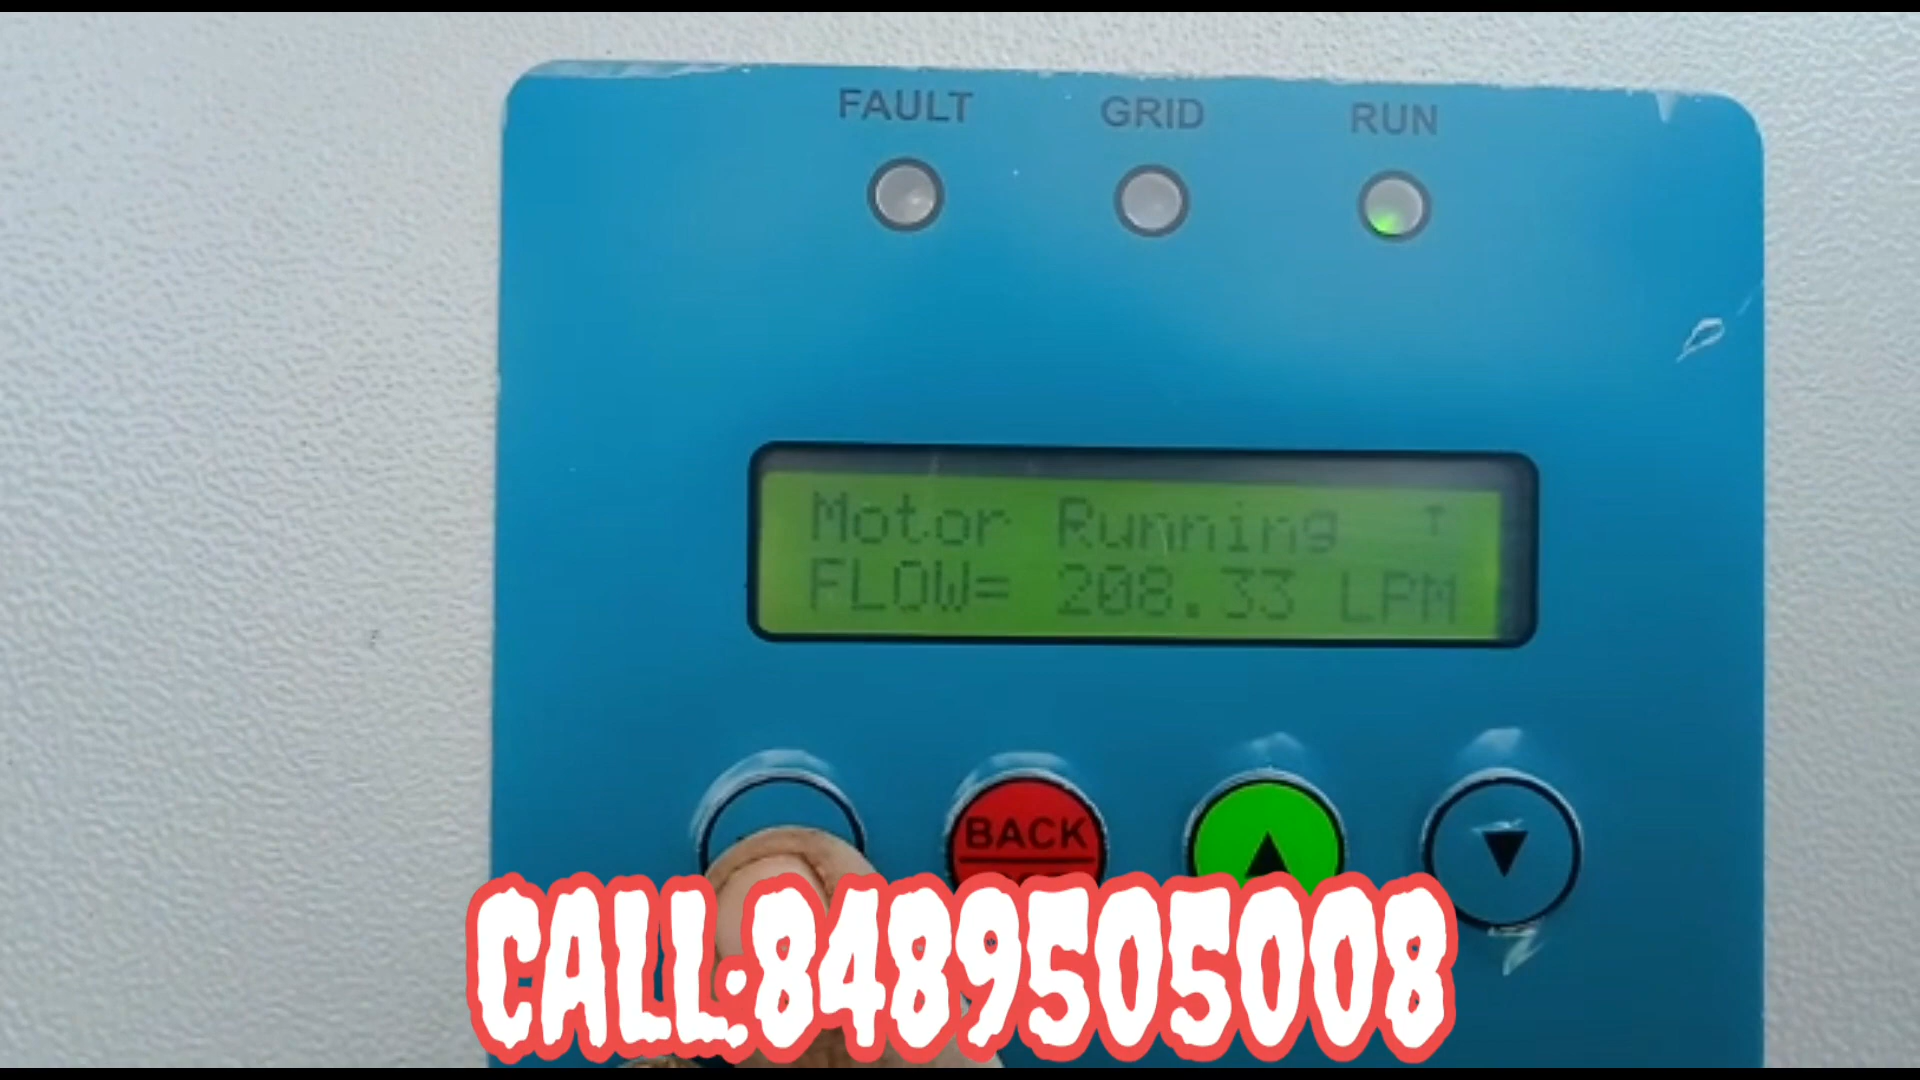 FAULT GRID RUN
Motor Running ↑
FLOW= 208.33 LPM
BACK
CALL:8489505008